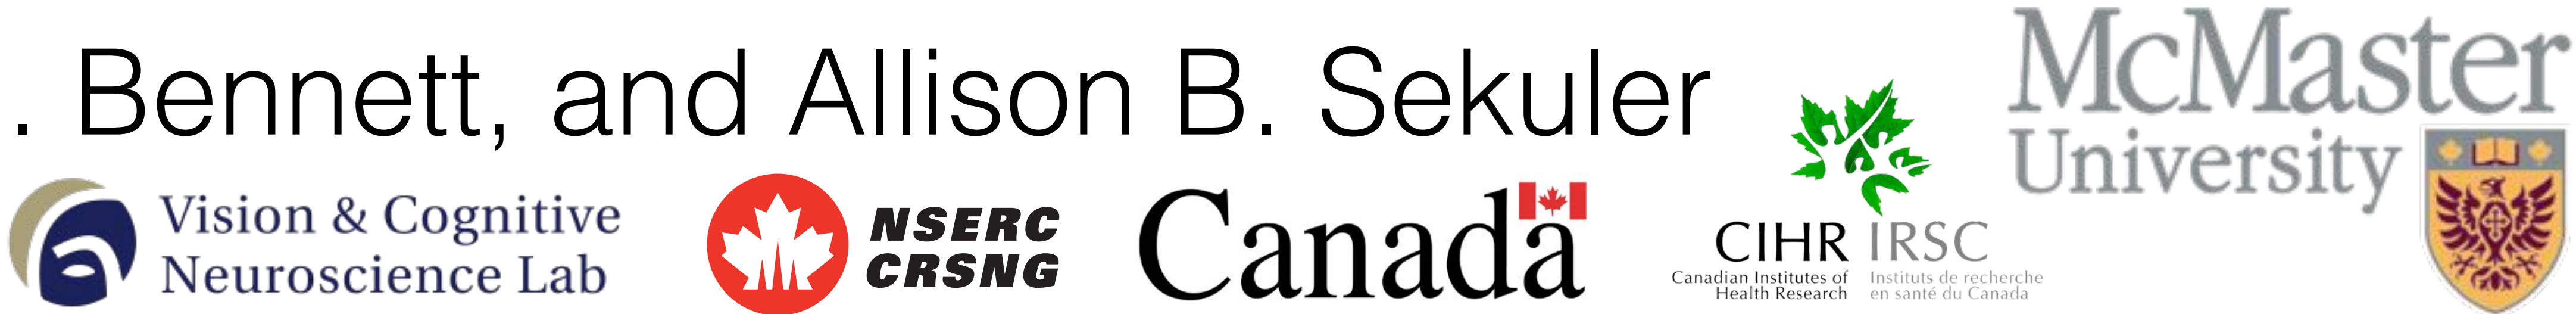 . Bennett, and Allison B. Sekuler
McMaster
University
Vision & Cognitive
Neuroscience Lab
NSERC
CRSNG
Canada
CIHR IRSC
Canadian Institutes of
Health Research
Instituts de recherche
en santé du Canada